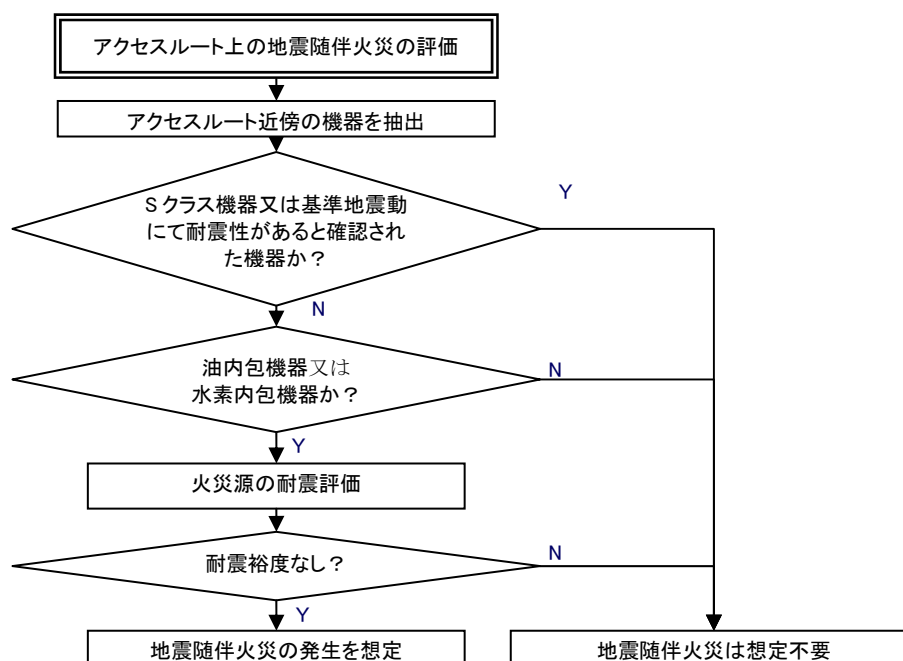 アクセスルート上の地震随伴火災の評価
アクセスルート近傍の機器を抽出
Sクラス機器又は基準地震動
にて耐震性があると確認され
た機器か？
Y
N
油内包機器又は
水素内包機器か？
N
Y
火災源の耐震評価
耐震裕度なし？
N
Y
地震随伴火災の発生を想定
地震随伴火災は想定不要